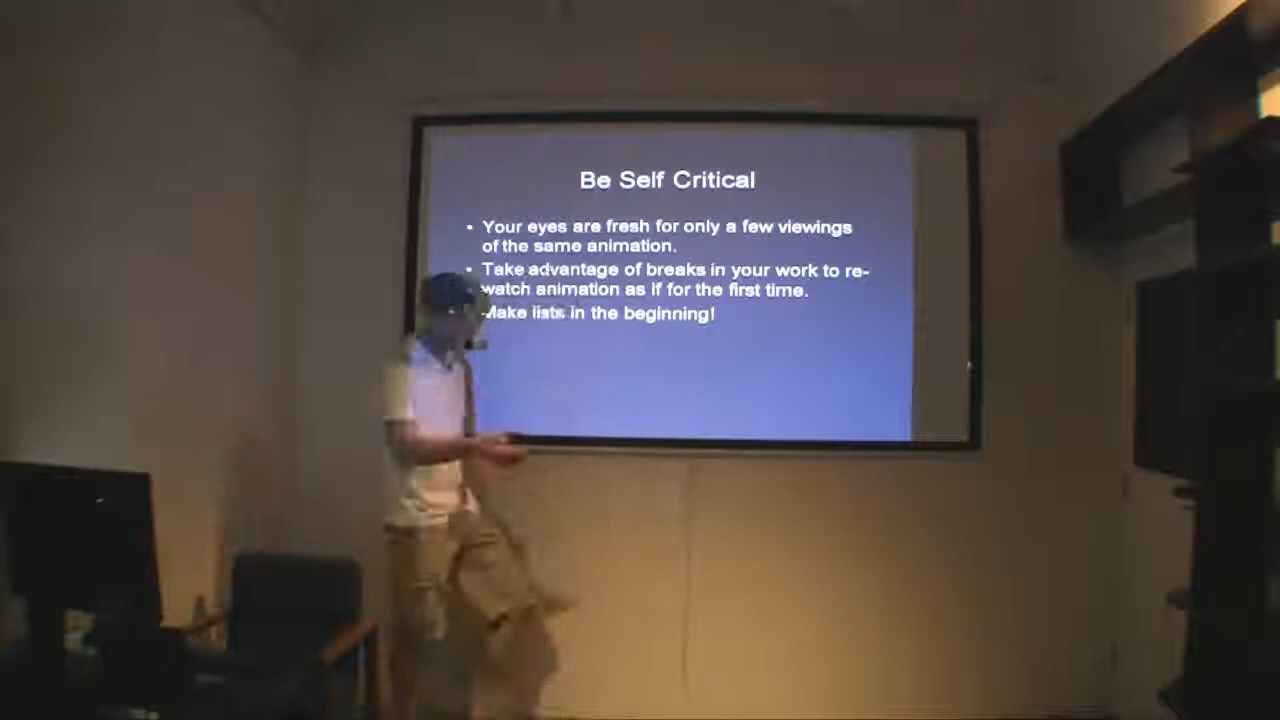 Be Self Critical
• Your eyes are fresh for only a few viewings
of the same animation.
• Take advantage of breaks in your work to re-
watch animation as if for the first time.
Make lists in the beginning!